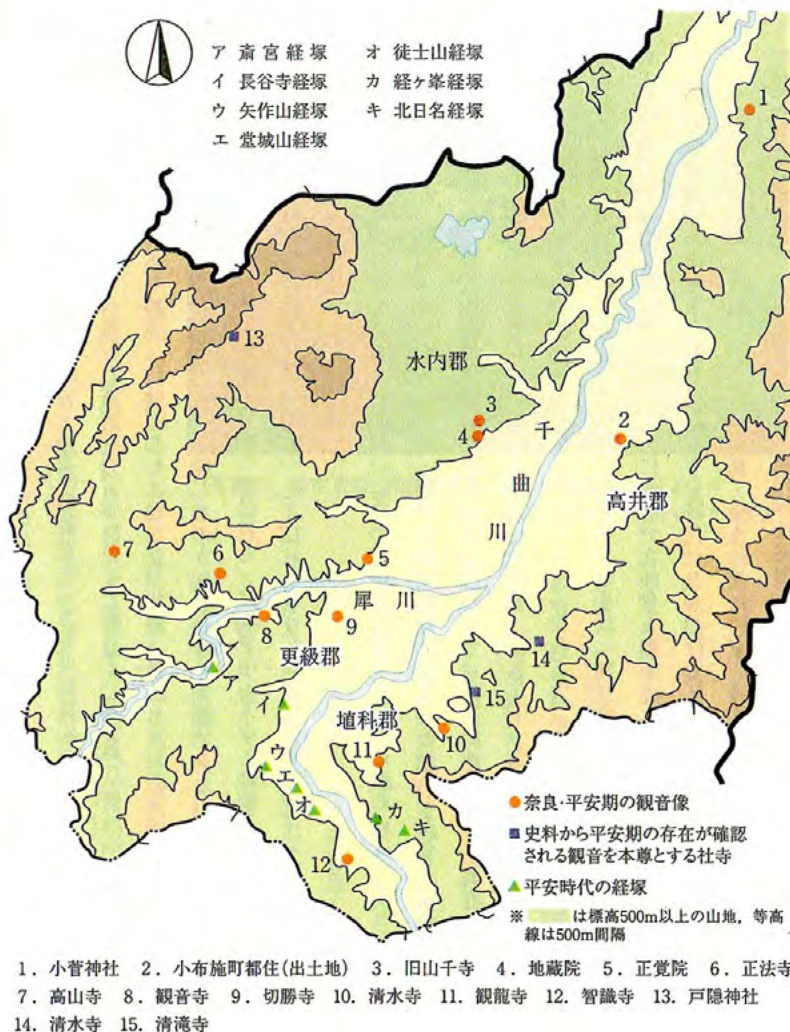 ア 斎宮経塚
イ 長谷寺経塚
ウ 矢作山経塚
エ 堂城山経塚
オ 徒士山経塚
カ 経ヶ峯経塚
キ 北日名経塚
1
13
水内郡
3
4
2
千曲川
高井郡
7
6
5
犀川
8
9
更級郡
14
ア
イ
15
埴科郡
10
11
ウ
エ
オ
カ
キ
12
奈良・平安期の観音像
史料から平安期の存在が確認
される観音を本尊とする社寺
平安時代の経塚
※ は標高500m以上の山地，等高
線は500m間隔
1．小菅神社 2．小布施町都住(出土地) 3．旧山千寺 4．地蔵院 5．正覚院 6．正法寺
7．高山寺 8．観音寺 9．切勝寺 10．清水寺 11．観龍寺 12．智識寺 13．戸隠神社
14．清水寺 15．清滝寺